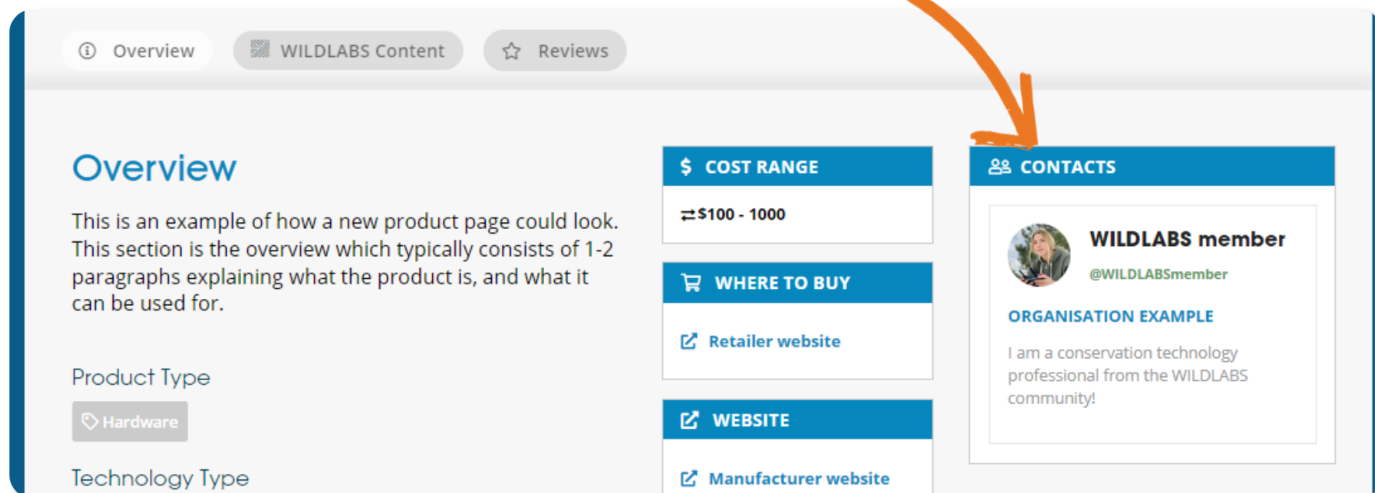 Overview
WILDLABS Content
Reviews
Overview
This is an example of how a new product page could look.
This section is the overview which typically consists of 1-2
paragraphs explaining what the product is, and what it
can be used for.
Product Type
Hardware
Technology Type
$ COST RANGE
$100 - 1000
WHERE TO BUY
Retailer website
WEBSITE
Manufacturer website
CONTACTS
WILDLABS member
@WILDLABSmember
ORGANISATION EXAMPLE
I am a conservation technology
professional from the WILDLABS
community!